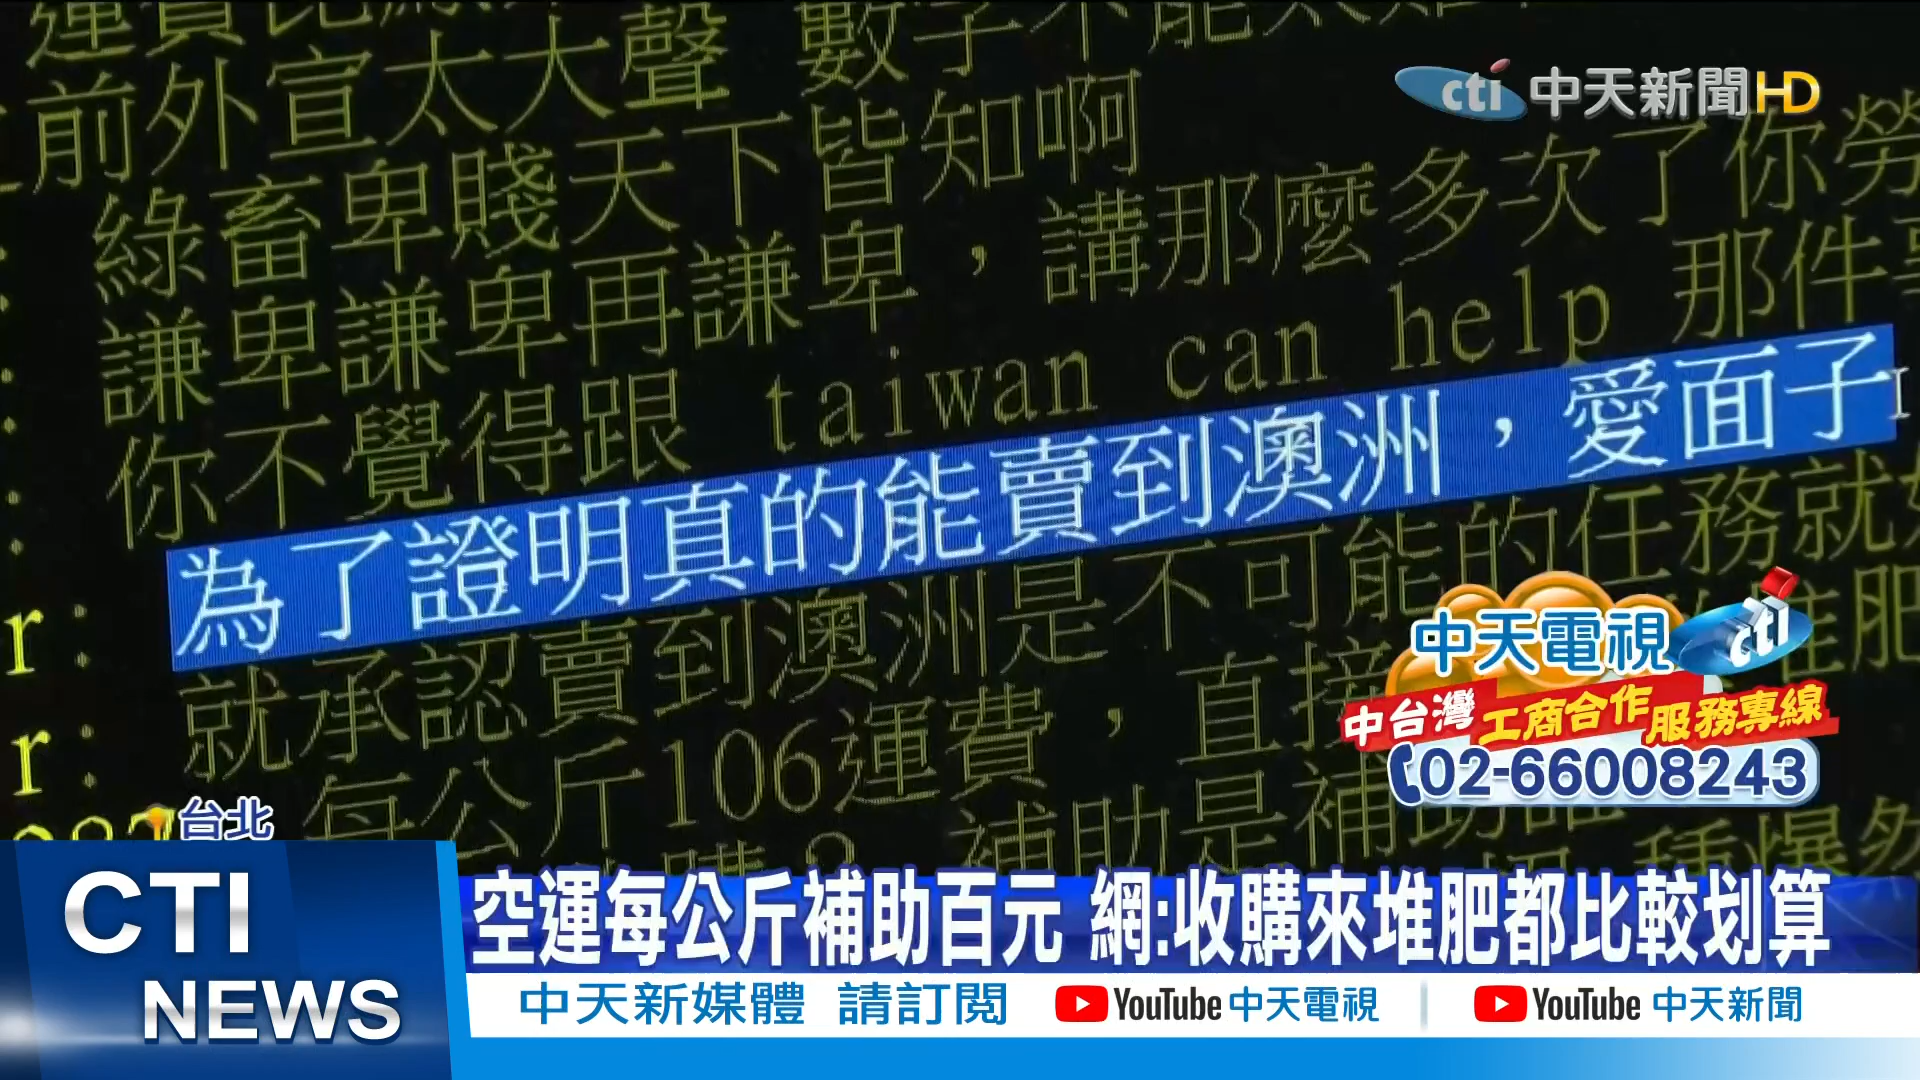 數字不能太
cti 中天新聞HD
前外宣太大聲
綠畜卑賤天下皆知啊
謙卑謙卑再謙卑，講那麼多次了你勞
你不覺得跟 taiwan can help 那件
為了證明真的能賣到澳洲，愛面子
就承認賣到澳洲是不可能的任務就
r:
每公斤106運費，直接
r:
補助是補助
中天電視 cti
中台灣 工商合作 服務專線
02-66008243
台北
CTI NEWS
空運每公斤補助百元 網:收購來堆肥都比較划算
中天新媒體 請訂閱 YouTube 中天電視 YouTube 中天新聞